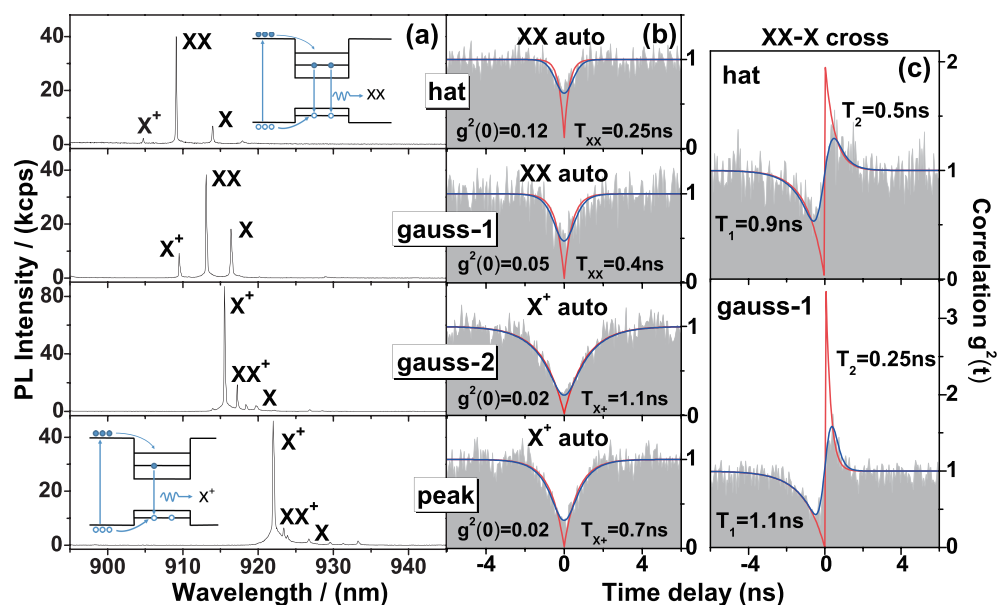 (a)
40
20
0
XX
X+
X
XX
(b)
XX auto
hat
g²(0)=0.12
T_XX=0.25ns
1
0
XX-X cross
(c)
hat
T₂=0.5ns
T₁=0.9ns
2
1
0
40
20
0
XX
X+
X
XX auto
gauss-1
g²(0)=0.05
T_XX=0.4ns
1
0
80
40
0
X+
XX+
X
X+ auto
gauss-2
g²(0)=0.02
T_X+=1.1ns
1
0
gauss-1
T₂=0.25ns
T₁=1.1ns
3
2
1
0
40
20
0
X+
X+
XX+
X
X+ auto
peak
g²(0)=0.02
T_X+=0.7ns
1
0
PL Intensity / (kcps)
Correlation g²(t)
900
910
920
930
940
-4
0
4
-4
0
4
Wavelength / (nm)
Time delay (ns)